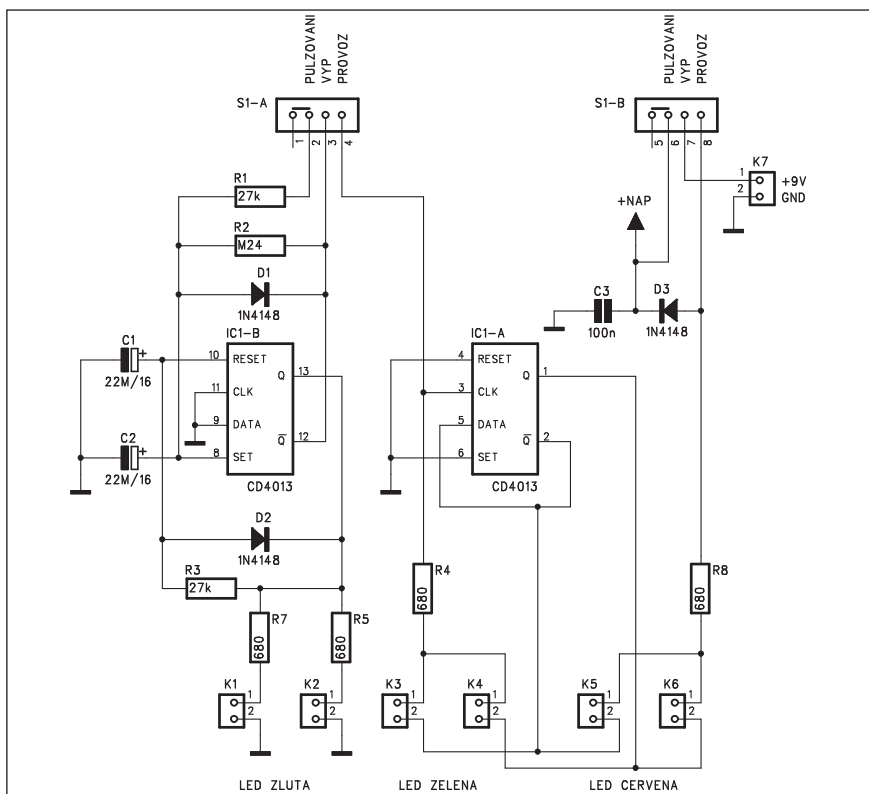 PULZOVANI
VYP
PROVOZ
PULZOVANI
VYP
PROVOZ
S1-A
S1-B
1
2
3
4
5
6
7
8
K7
1
+9V
2
GND
R1
27k
+NAP
R2
M24
D1
1N4148
C3
100n
D3
1N4148
C1
+
22M/16
IC1-B
10
RESET
13
Q
11
CLK
9
DATA
12
Q
8
SET
CD4013
C2
+
22M/16
IC1-A
4
RESET
1
Q
3
CLK
5
DATA
2
Q
6
SET
CD4013
D2
1N4148
R3
27k
R7
680
R5
680
R4
680
R8
680
K1
1
2
K2
1
2
K3
1
2
K4
1
2
K5
1
2
K6
1
2
LED ZLUTA
LED ZELENA
LED CERVENA